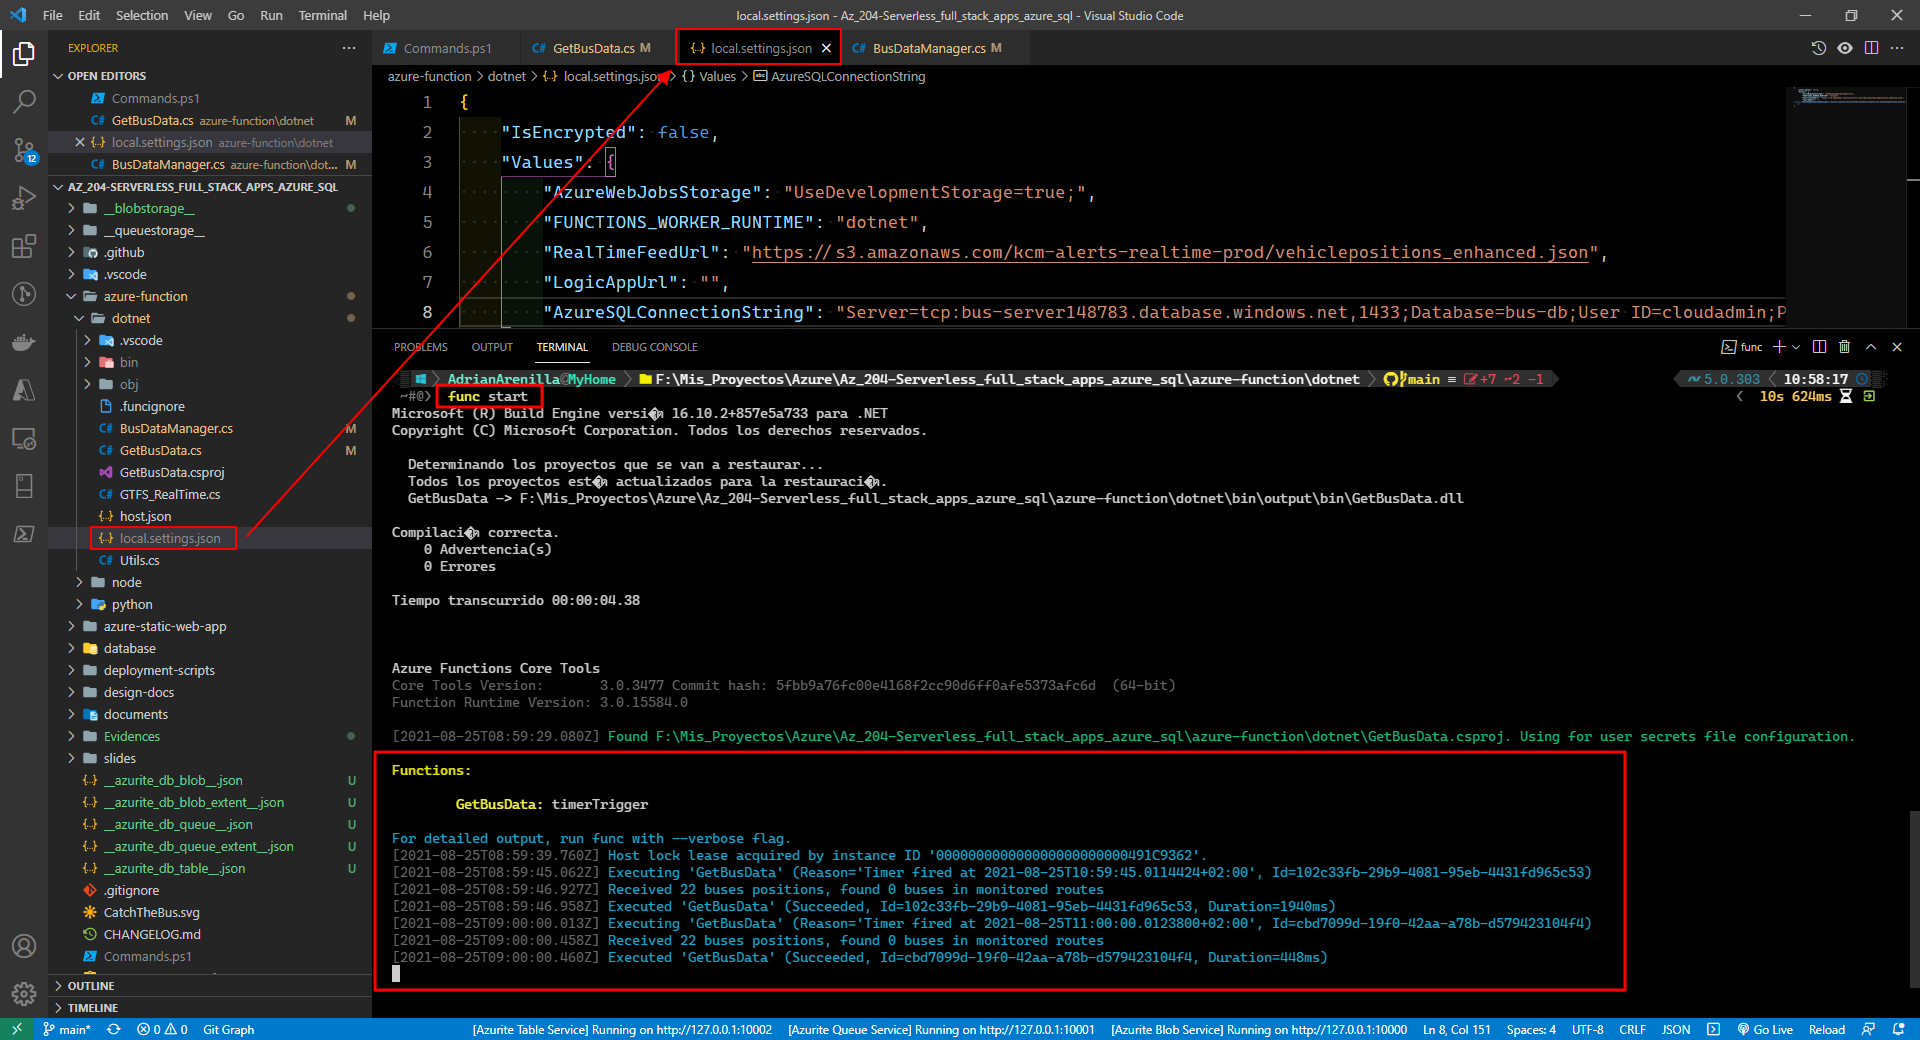 File Edit Selection View Go Run Terminal Help
local.settings.json - Az_204-Serverless_full_stack_apps_azure_sql - Visual Studio Code
EXPLORER
OPEN EDITORS
Commands.ps1
GetBusData.cs azure-function\dotnet M
local.settings.json azure-function\dotnet
BusDataManager.cs azure-function\dot... M
AZ_204-SERVERLESS_FULL_STACK_APPS_AZURE_SQL
__blobstorage__
__queuestorage__
.github
.vscode
azure-function
dotnet
.vscode
bin
obj
.funcignore
BusDataManager.cs M
GetBusData.cs M
GetBusData.csproj
GTFS_RealTime.cs
host.json
local.settings.json
Utils.cs
node
python
azure-static-web-app
database
deployment-scripts
design-docs
documents
Evidences
slides
__azurite_db_blob__.json U
__azurite_db_blob_extent__.json U
__azurite_db_queue__.json U
__azurite_db_queue_extent__.json U
__azurite_db_table__.json U
.gitignore
CatchTheBus.svg
CHANGELOG.md
Commands.ps1
OUTLINE
TIMELINE
12
Commands.ps1 GetBusData.cs M local.settings.json BusDataManager.cs M
azure-function > dotnet > local.settings.json > Values > AzureSQLConnectionString
1 {
2 "IsEncrypted": false,
3 "Values": {
4 "AzureWebJobsStorage": "UseDevelopmentStorage=true;",
5 "FUNCTIONS_WORKER_RUNTIME": "dotnet",
6 "RealTimeFeedUrl": "https://s3.amazonaws.com/kcm-alerts-realtime-prod/vehiclepositions_enhanced.json",
7 "LogicAppUrl": "",
8 "AzureSQLConnectionString": "Server=tcp:bus-server148783.database.windows.net,1433;Database=bus-db;User ID=cloudadmin;P
PROBLEMS OUTPUT TERMINAL DEBUG CONSOLE
func
AdrianArenilla@MyHome F:\Mis_Proyectos\Azure\Az_204-Serverless_full_stack_apps_azure_sql\azure-function\dotnet main ≡ +7 ~2 -1 5.0.303 10:58:17
~#@> func start 10s 624ms
Microsoft (R) Build Engine versi�n 16.10.2+857e5a733 para .NET
Copyright (C) Microsoft Corporation. Todos los derechos reservados.
Determinando los proyectos que se van a restaurar...
Todos los proyectos est�n actualizados para la restauraci�n.
GetBusData -> F:\Mis_Proyectos\Azure\Az_204-Serverless_full_stack_apps_azure_sql\azure-function\dotnet\bin\output\bin\GetBusData.dll
Compilaci�n correcta.
0 Advertencia(s)
0 Errores
Tiempo transcurrido 00:00:04.38
Azure Functions Core Tools
Core Tools Version: 3.0.3477 Commit hash: 5fbb9a76fc00e4168f2cc90d6ff0afe5373afc6d (64-bit)
Function Runtime Version: 3.0.15584.0
[2021-08-25T08:59:29.080Z] Found F:\Mis_Proyectos\Azure\Az_204-Serverless_full_stack_apps_azure_sql\azure-function\dotnet\GetBusData.csproj. Using for user secrets file configuration.
Functions:
GetBusData: timerTrigger
For detailed output, run func with --verbose flag.
[2021-08-25T08:59:39.760Z] Host lock lease acquired by instance ID '000000000000000000000000491C9362'.
[2021-08-25T08:59:45.062Z] Executing 'GetBusData' (Reason='Timer fired at 2021-08-25T10:59:45.0114424+02:00', Id=102c33fb-29b9-4081-95eb-4431fd965c53)
[2021-08-25T08:59:46.927Z] Received 22 buses positions, found 0 buses in monitored routes
[2021-08-25T08:59:46.958Z] Executed 'GetBusData' (Succeeded, Id=102c33fb-29b9-4081-95eb-4431fd965c53, Duration=1940ms)
[2021-08-25T09:00:00.013Z] Executing 'GetBusData' (Reason='Timer fired at 2021-08-25T11:00:00.0123800+02:00', Id=cbd7099d-19f0-42aa-a78b-d579423104f4)
[2021-08-25T09:00:00.458Z] Received 22 buses positions, found 0 buses in monitored routes
[2021-08-25T09:00:00.460Z] Executed 'GetBusData' (Succeeded, Id=cbd7099d-19f0-42aa-a78b-d579423104f4, Duration=448ms)
main* 0 0 Git Graph [Azurite Table Service] Running on http://127.0.0.1:10002 [Azurite Queue Service] Running on http://127.0.0.1:10001 [Azurite Blob Service] Running on http://127.0.0.1:10000 Ln 8, Col 151 Spaces: 4 UTF-8 CRLF JSON Go Live Reload